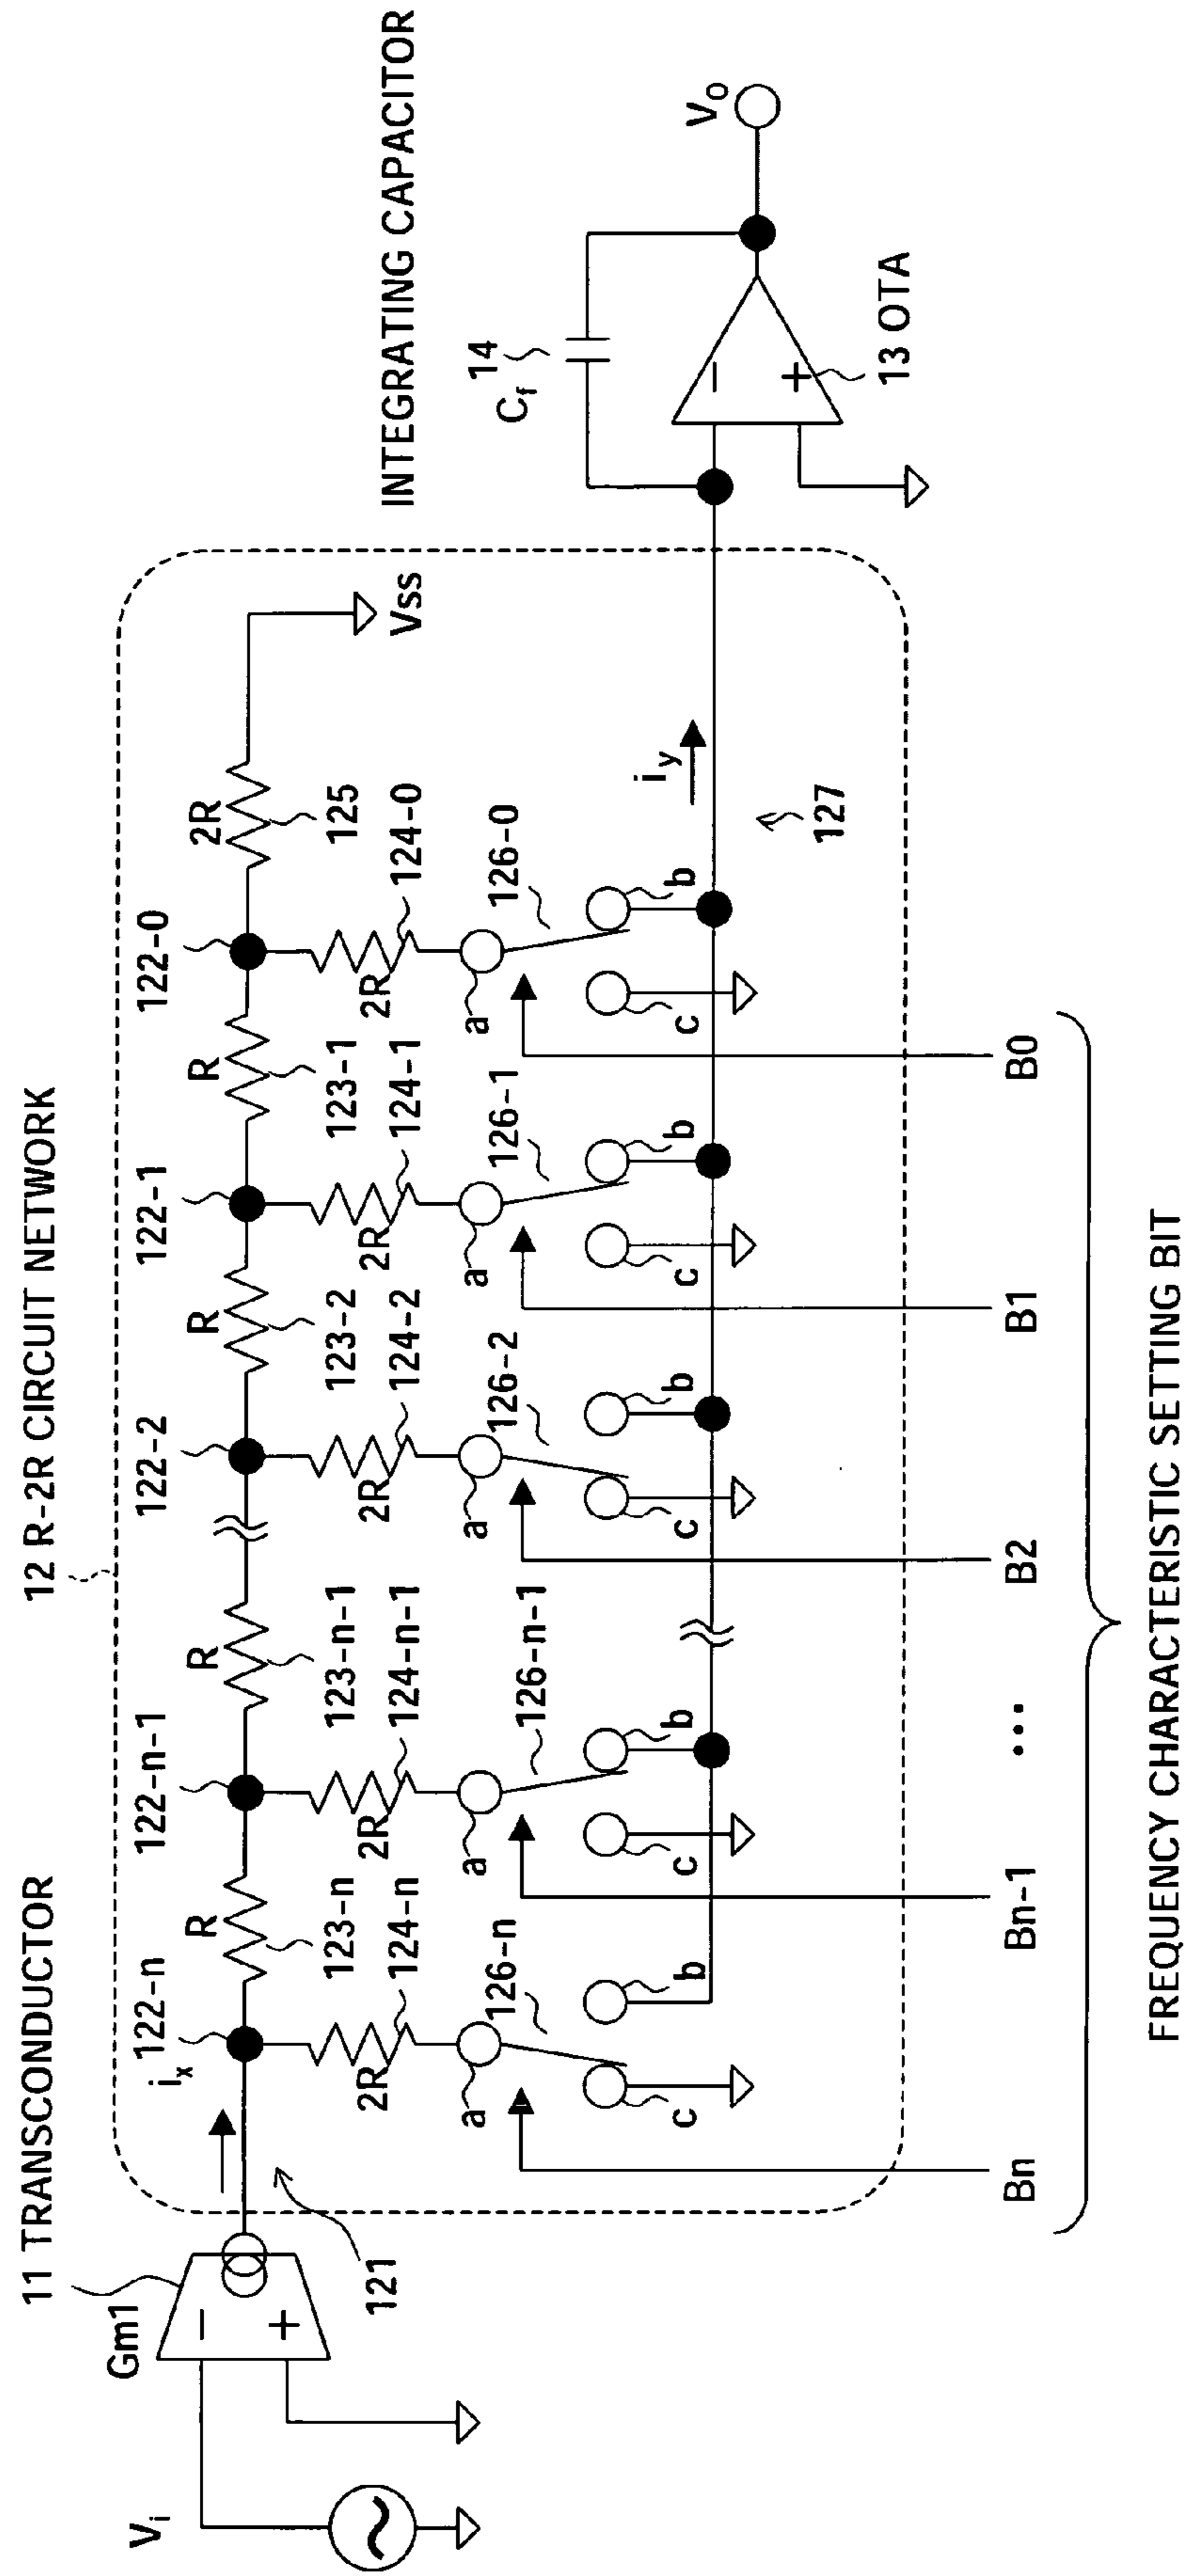 12 R-2R CIRCUIT NETWORK
11 TRANSCONDUCTOR
INTEGRATING CAPACITOR
Gm1
Vi
ix
122-n
122-n-1
122-2
122-1
122-0
R
R
R
R
2R
123-n
123-n-1
123-2
123-1
125
Vss
124-n
124-n-1
124-2
124-1
124-0
2R
2R
2R
2R
2R
121
a
a
a
a
a
126-n
126-n-1
126-2
126-1
126-0
c
b
c
b
c
b
c
b
c
b
iy
127
14
Cf
Vo
13 OTA
−
+
−
+
Bn
Bn-1
...
B2
B1
B0
FREQUENCY CHARACTERISTIC SETTING BIT